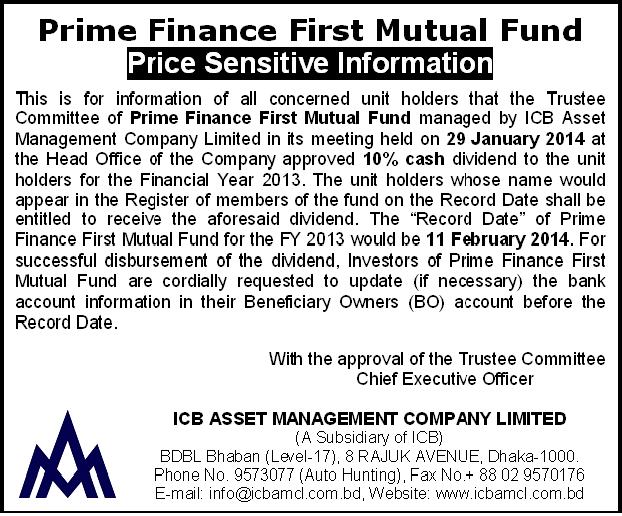 Prime Finance First Mutual Fund
Price Sensitive Information
This is for information of all concerned unit holders that the Trustee
Committee of Prime Finance First Mutual Fund managed by ICB Asset
Management Company Limited in its meeting held on 29 January 2014 at
the Head Office of the Company approved 10% cash dividend to the unit
holders for the Financial Year 2013. The unit holders whose name would
appear in the Register of members of the fund on the Record Date shall be
entitled to receive the aforesaid dividend. The “Record Date” of Prime
Finance First Mutual Fund for the FY 2013 would be 11 February 2014. For
successful disbursement of the dividend, Investors of Prime Finance First
Mutual Fund are cordially requested to update (if necessary) the bank
account information in their Beneficiary Owners (BO) account before the
Record Date.
With the approval of the Trustee Committee
Chief Executive Officer
ICB ASSET MANAGEMENT COMPANY LIMITED
(A Subsidiary of ICB)
BDBL Bhaban (Level-17), 8 RAJUK AVENUE, Dhaka-1000.
Phone No. 9573077 (Auto Hunting), Fax No.+ 88 02 9570176
E-mail: info@icbamcl.com.bd, Website: www.icbamcl.com.bd